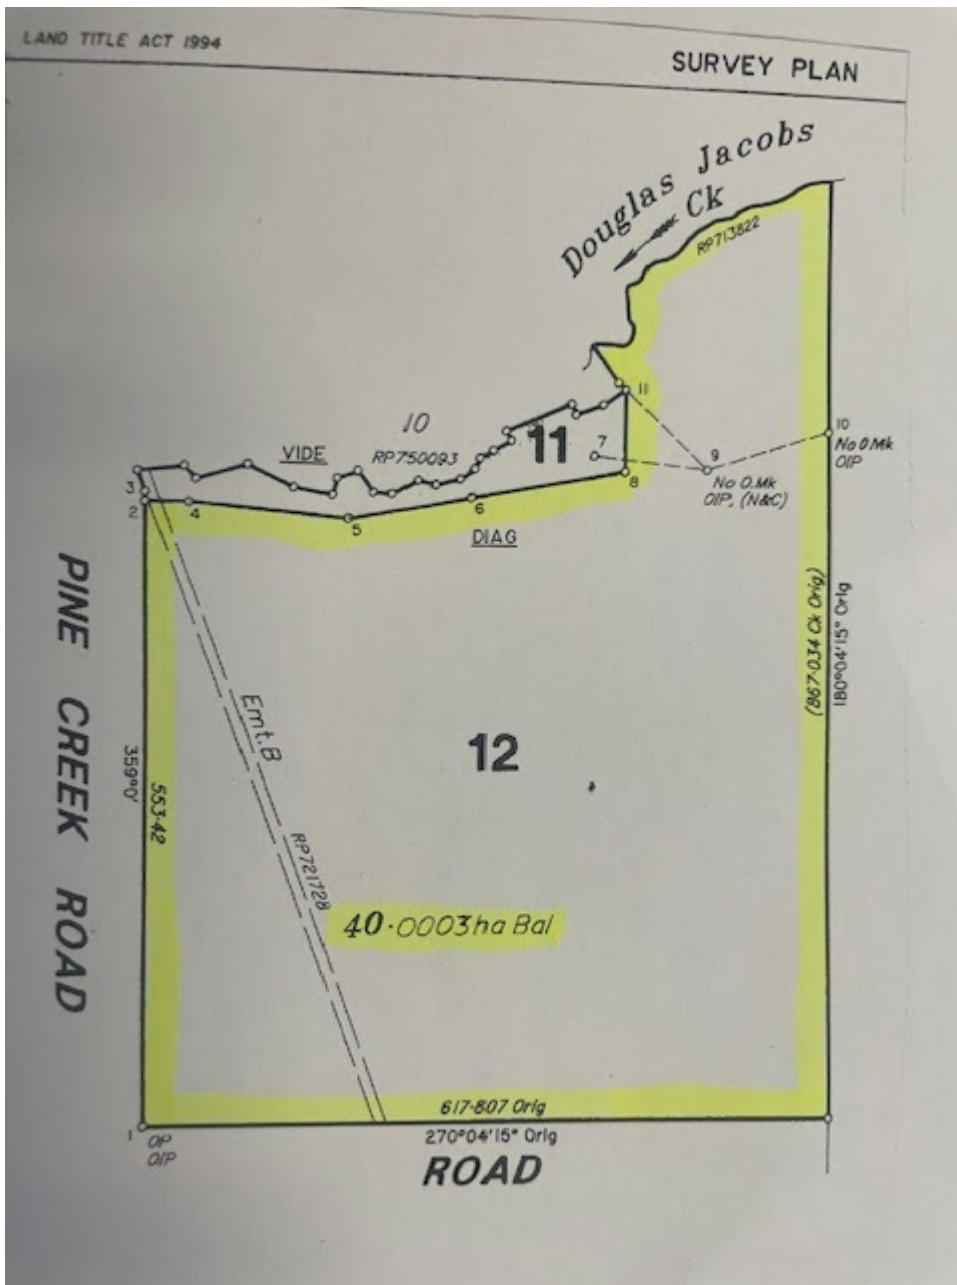 LAND TITLE ACT 1994
SURVEY PLAN
Douglas Jacobs
Ck
RP713822
11
10
10
VIDE
RP750093
11
7
9
No O.Mk
OIP
No O.Mk
OIP, (N&C)
3
2
4
5
6
8
DIAG
PINE CREEK ROAD
359°0'
553·42
Emt.B
RP721728
12
(867·034 Ck Orig)
180°04'15" Orig
40·0003ha Bal
617·807 Orig
1
OP
OIP
270°04'15" Orig
ROAD